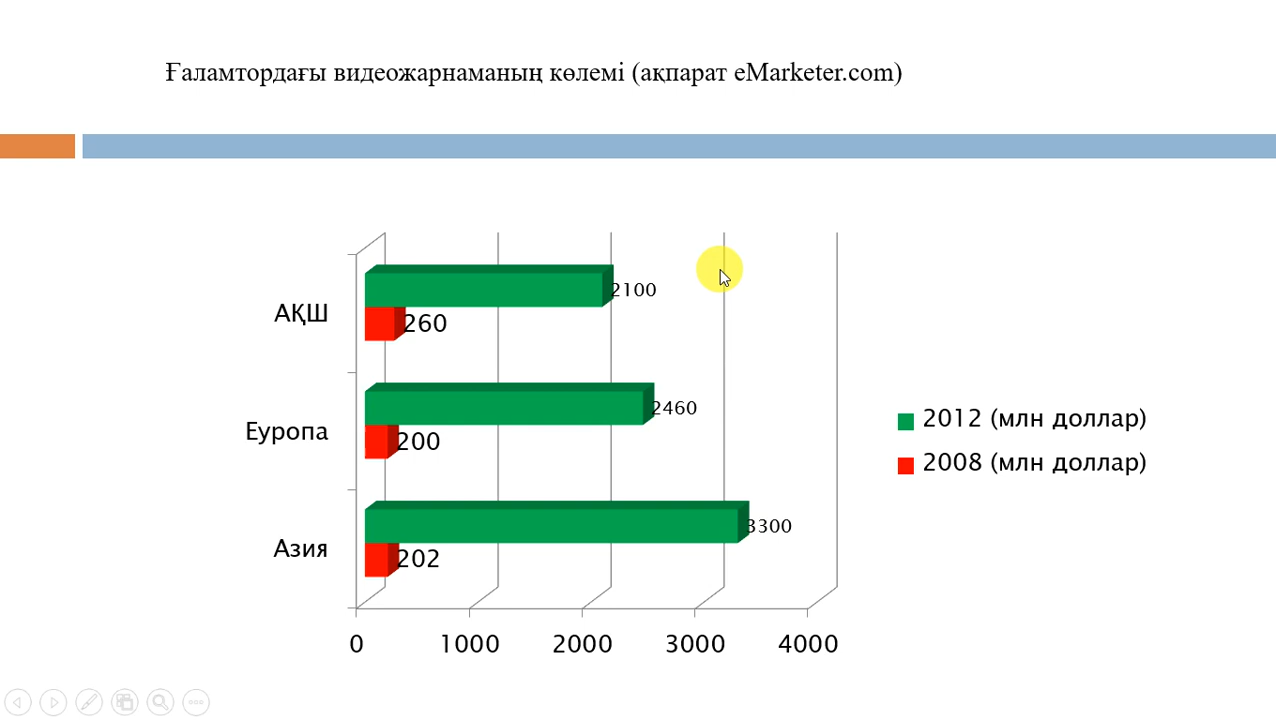 Ғаламтордағы видеожарнаманың көлемі (ақпарат eMarketer.com)
АҚШ
2100
260
Еуропа
2460
200
Азия
3300
202
2012 (млн доллар)
2008 (млн доллар)
0 1000 2000 3000 4000